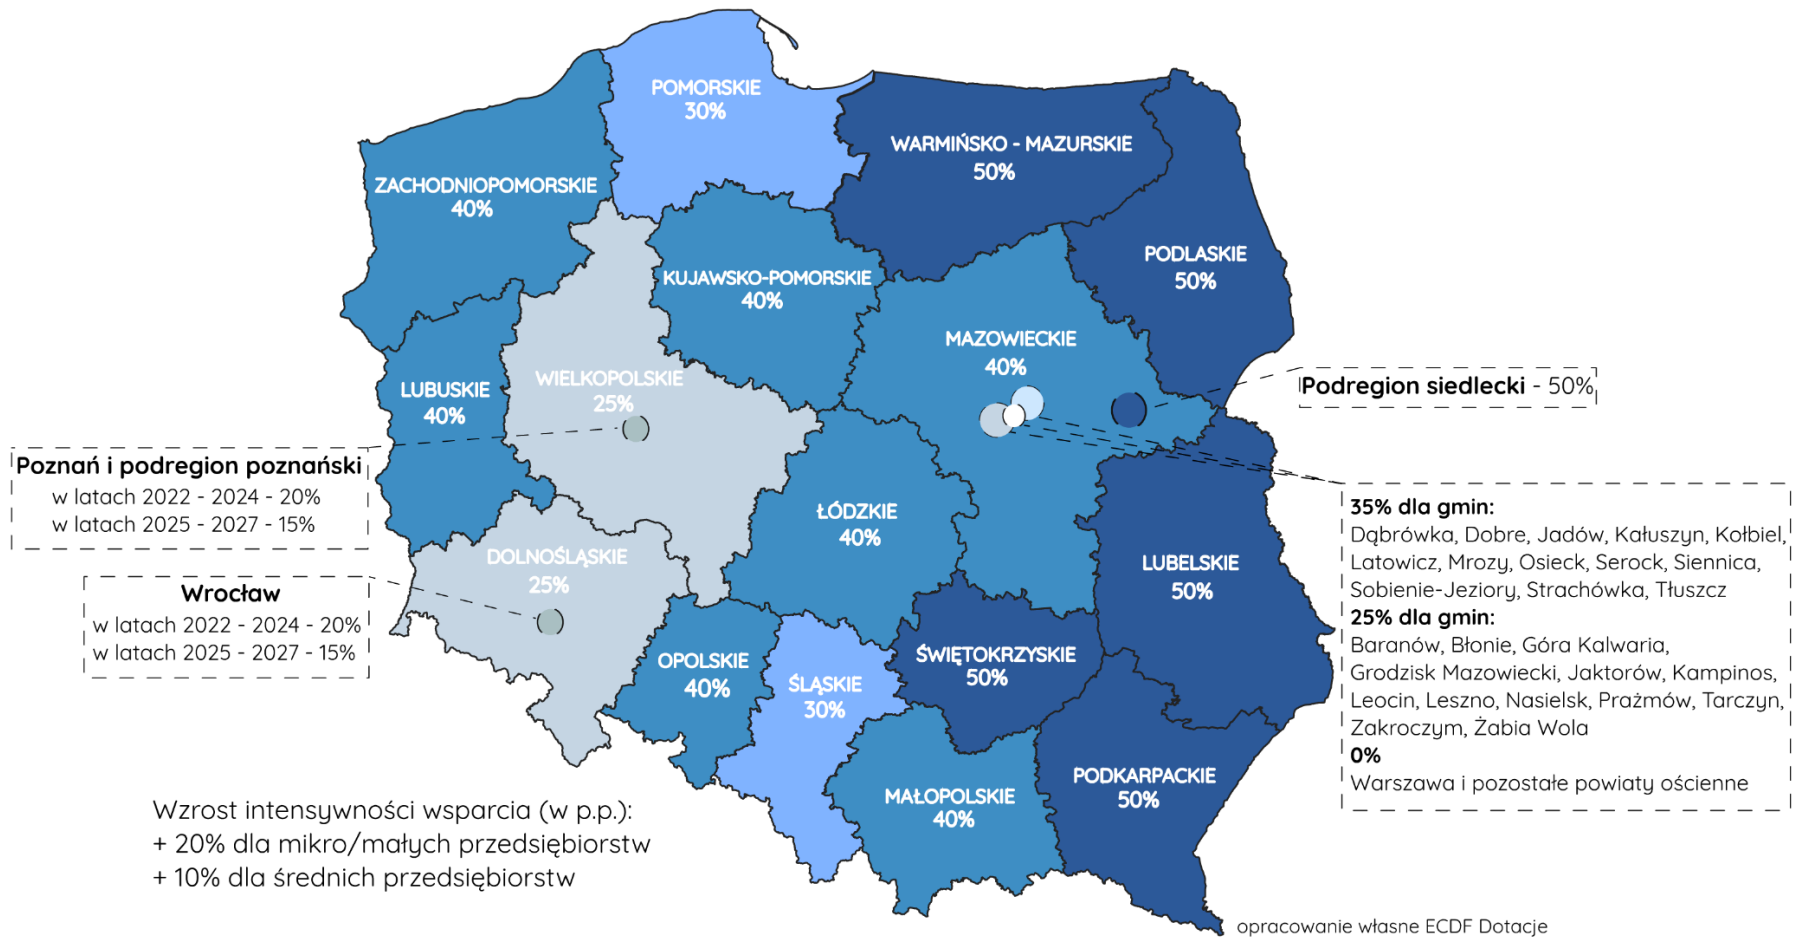 POMORSKIE
30%
WARMIŃSKO - MAZURSKIE
50%
ZACHODNIOPOMORSKIE
40%
PODLASKIE
50%
KUJAWSKO-POMORSKIE
40%
MAZOWIECKIE
40%
LUBUSKIE
40%
WIELKOPOLSKIE
25%
Podregion siedlecki - 50%
Poznań i podregion poznański
w latach 2022 - 2024 - 20%
w latach 2025 - 2027 - 15%
ŁÓDZKIE
40%
DOLNOŚLĄSKIE
25%
LUBELSKIE
50%
35% dla gmin:
Dąbrówka, Dobre, Jadów, Kałuszyn, Kołbiel,
Latowicz, Mrozy, Osieck, Serock, Siennica,
Sobienie-Jeziory, Strachówka, Tłuszcz
25% dla gmin:
Baranów, Błonie, Góra Kalwaria,
Grodzisk Mazowiecki, Jaktorów, Kampinos,
Leocin, Leszno, Nasielsk, Prażmów, Tarczyn,
Zakroczym, Żabia Wola
0%
Warszawa i pozostałe powiaty ościenne
Wrocław
w latach 2022 - 2024 - 20%
w latach 2025 - 2027 - 15%
OPOLSKIE
40%
ŚLĄSKIE
30%
ŚWIĘTOKRZYSKIE
50%
MAŁOPOLSKIE
40%
PODKARPACKIE
50%
Wzrost intensywności wsparcia (w p.p.):
+ 20% dla mikro/małych przedsiębiorstw
+ 10% dla średnich przedsiębiorstw
opracowanie własne ECDF Dotacje